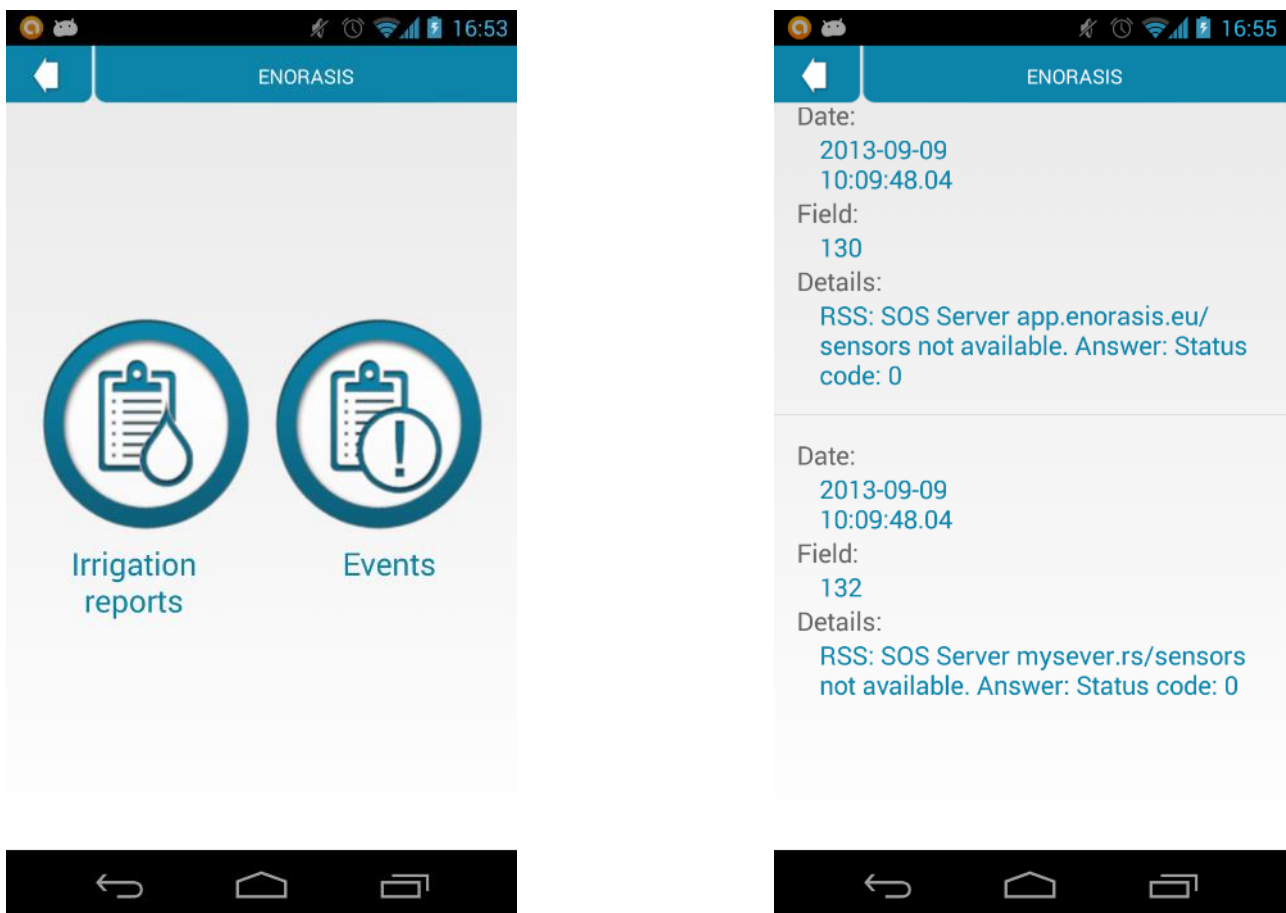 16:53
ENORASIS
Irrigation
reports
Events
16:55
ENORASIS
Date:
2013-09-09
10:09:48.04
Field:
130
Details:
RSS: SOS Server app.enorasis.eu/
sensors not available. Answer: Status
code: 0
Date:
2013-09-09
10:09:48.04
Field:
132
Details:
RSS: SOS Server mysever.rs/sensors
not available. Answer: Status code: 0